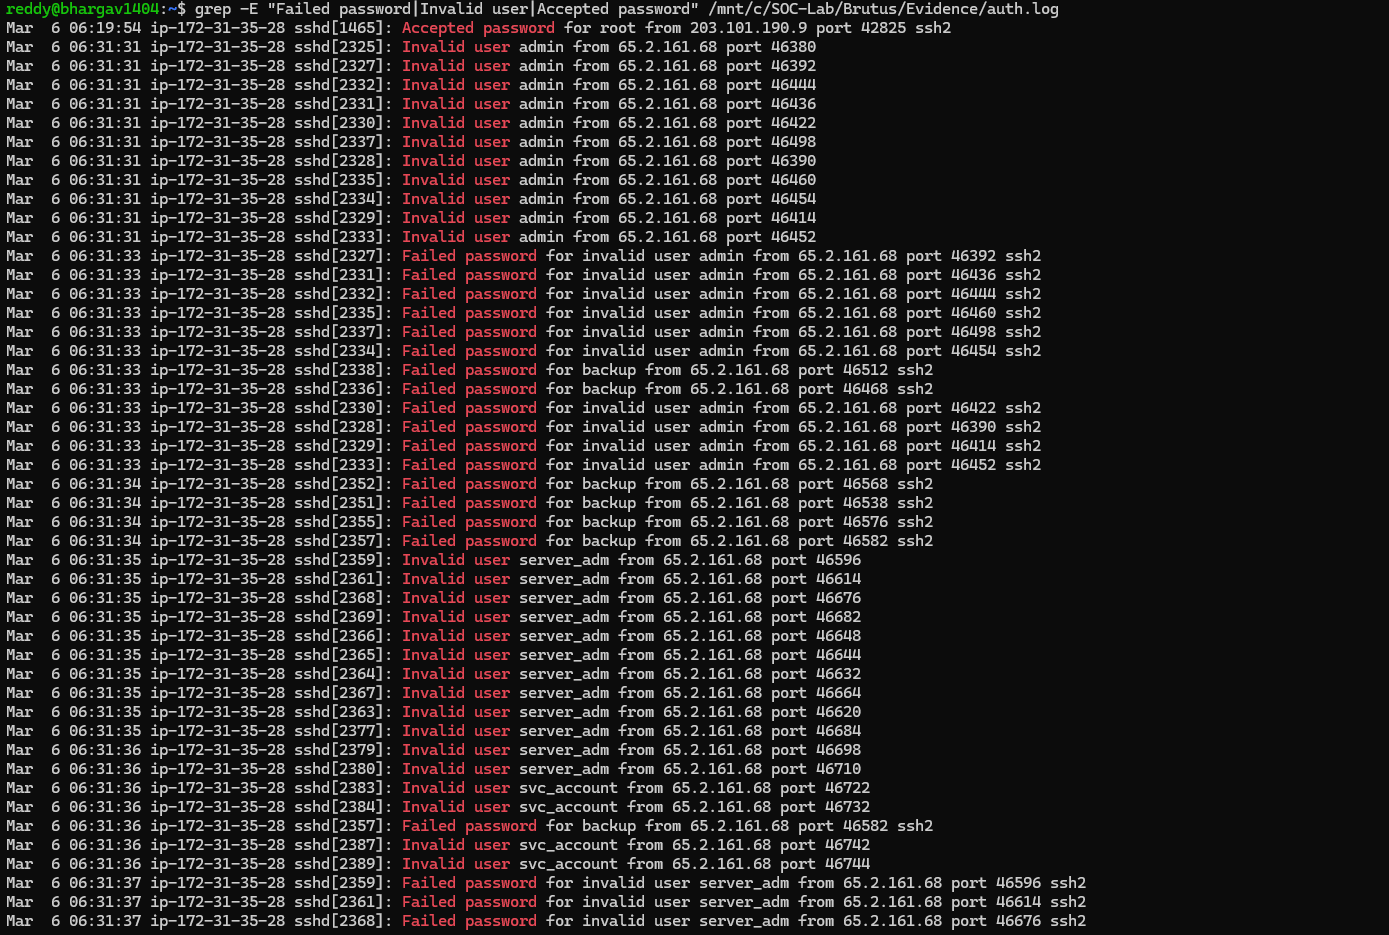 reddy@bhargav1404:~$ grep -E "Failed password|Invalid user|Accepted password" /mnt/c/SOC-Lab/Brutus/Evidence/auth.log
Mar  6 06:19:54 ip-172-31-35-28 sshd[1465]: Accepted password for root from 203.101.190.9 port 42825 ssh2
Mar  6 06:31:31 ip-172-31-35-28 sshd[2325]: Invalid user admin from 65.2.161.68 port 46380
Mar  6 06:31:31 ip-172-31-35-28 sshd[2327]: Invalid user admin from 65.2.161.68 port 46392
Mar  6 06:31:31 ip-172-31-35-28 sshd[2332]: Invalid user admin from 65.2.161.68 port 46444
Mar  6 06:31:31 ip-172-31-35-28 sshd[2331]: Invalid user admin from 65.2.161.68 port 46436
Mar  6 06:31:31 ip-172-31-35-28 sshd[2330]: Invalid user admin from 65.2.161.68 port 46422
Mar  6 06:31:31 ip-172-31-35-28 sshd[2337]: Invalid user admin from 65.2.161.68 port 46498
Mar  6 06:31:31 ip-172-31-35-28 sshd[2328]: Invalid user admin from 65.2.161.68 port 46390
Mar  6 06:31:31 ip-172-31-35-28 sshd[2335]: Invalid user admin from 65.2.161.68 port 46460
Mar  6 06:31:31 ip-172-31-35-28 sshd[2334]: Invalid user admin from 65.2.161.68 port 46454
Mar  6 06:31:31 ip-172-31-35-28 sshd[2329]: Invalid user admin from 65.2.161.68 port 46414
Mar  6 06:31:31 ip-172-31-35-28 sshd[2333]: Invalid user admin from 65.2.161.68 port 46452
Mar  6 06:31:33 ip-172-31-35-28 sshd[2327]: Failed password for invalid user admin from 65.2.161.68 port 46392 ssh2
Mar  6 06:31:33 ip-172-31-35-28 sshd[2331]: Failed password for invalid user admin from 65.2.161.68 port 46436 ssh2
Mar  6 06:31:33 ip-172-31-35-28 sshd[2332]: Failed password for invalid user admin from 65.2.161.68 port 46444 ssh2
Mar  6 06:31:33 ip-172-31-35-28 sshd[2335]: Failed password for invalid user admin from 65.2.161.68 port 46460 ssh2
Mar  6 06:31:33 ip-172-31-35-28 sshd[2337]: Failed password for invalid user admin from 65.2.161.68 port 46498 ssh2
Mar  6 06:31:33 ip-172-31-35-28 sshd[2334]: Failed password for invalid user admin from 65.2.161.68 port 46454 ssh2
Mar  6 06:31:33 ip-172-31-35-28 sshd[2338]: Failed password for backup from 65.2.161.68 port 46512 ssh2
Mar  6 06:31:33 ip-172-31-35-28 sshd[2336]: Failed password for backup from 65.2.161.68 port 46468 ssh2
Mar  6 06:31:33 ip-172-31-35-28 sshd[2330]: Failed password for invalid user admin from 65.2.161.68 port 46422 ssh2
Mar  6 06:31:33 ip-172-31-35-28 sshd[2328]: Failed password for invalid user admin from 65.2.161.68 port 46390 ssh2
Mar  6 06:31:33 ip-172-31-35-28 sshd[2329]: Failed password for invalid user admin from 65.2.161.68 port 46414 ssh2
Mar  6 06:31:33 ip-172-31-35-28 sshd[2333]: Failed password for invalid user admin from 65.2.161.68 port 46452 ssh2
Mar  6 06:31:34 ip-172-31-35-28 sshd[2352]: Failed password for backup from 65.2.161.68 port 46568 ssh2
Mar  6 06:31:34 ip-172-31-35-28 sshd[2351]: Failed password for backup from 65.2.161.68 port 46538 ssh2
Mar  6 06:31:34 ip-172-31-35-28 sshd[2355]: Failed password for backup from 65.2.161.68 port 46576 ssh2
Mar  6 06:31:34 ip-172-31-35-28 sshd[2357]: Failed password for backup from 65.2.161.68 port 46582 ssh2
Mar  6 06:31:35 ip-172-31-35-28 sshd[2359]: Invalid user server_adm from 65.2.161.68 port 46596
Mar  6 06:31:35 ip-172-31-35-28 sshd[2361]: Invalid user server_adm from 65.2.161.68 port 46614
Mar  6 06:31:35 ip-172-31-35-28 sshd[2368]: Invalid user server_adm from 65.2.161.68 port 46676
Mar  6 06:31:35 ip-172-31-35-28 sshd[2369]: Invalid user server_adm from 65.2.161.68 port 46682
Mar  6 06:31:35 ip-172-31-35-28 sshd[2366]: Invalid user server_adm from 65.2.161.68 port 46648
Mar  6 06:31:35 ip-172-31-35-28 sshd[2365]: Invalid user server_adm from 65.2.161.68 port 46644
Mar  6 06:31:35 ip-172-31-35-28 sshd[2364]: Invalid user server_adm from 65.2.161.68 port 46632
Mar  6 06:31:35 ip-172-31-35-28 sshd[2367]: Invalid user server_adm from 65.2.161.68 port 46664
Mar  6 06:31:35 ip-172-31-35-28 sshd[2363]: Invalid user server_adm from 65.2.161.68 port 46620
Mar  6 06:31:35 ip-172-31-35-28 sshd[2377]: Invalid user server_adm from 65.2.161.68 port 46684
Mar  6 06:31:36 ip-172-31-35-28 sshd[2379]: Invalid user server_adm from 65.2.161.68 port 46698
Mar  6 06:31:36 ip-172-31-35-28 sshd[2380]: Invalid user server_adm from 65.2.161.68 port 46710
Mar  6 06:31:36 ip-172-31-35-28 sshd[2383]: Invalid user svc_account from 65.2.161.68 port 46722
Mar  6 06:31:36 ip-172-31-35-28 sshd[2384]: Invalid user svc_account from 65.2.161.68 port 46732
Mar  6 06:31:36 ip-172-31-35-28 sshd[2357]: Failed password for backup from 65.2.161.68 port 46582 ssh2
Mar  6 06:31:36 ip-172-31-35-28 sshd[2387]: Invalid user svc_account from 65.2.161.68 port 46742
Mar  6 06:31:36 ip-172-31-35-28 sshd[2389]: Invalid user svc_account from 65.2.161.68 port 46744
Mar  6 06:31:37 ip-172-31-35-28 sshd[2359]: Failed password for invalid user server_adm from 65.2.161.68 port 46596 ssh2
Mar  6 06:31:37 ip-172-31-35-28 sshd[2361]: Failed password for invalid user server_adm from 65.2.161.68 port 46614 ssh2
Mar  6 06:31:37 ip-172-31-35-28 sshd[2368]: Failed password for invalid user server_adm from 65.2.161.68 port 46676 ssh2